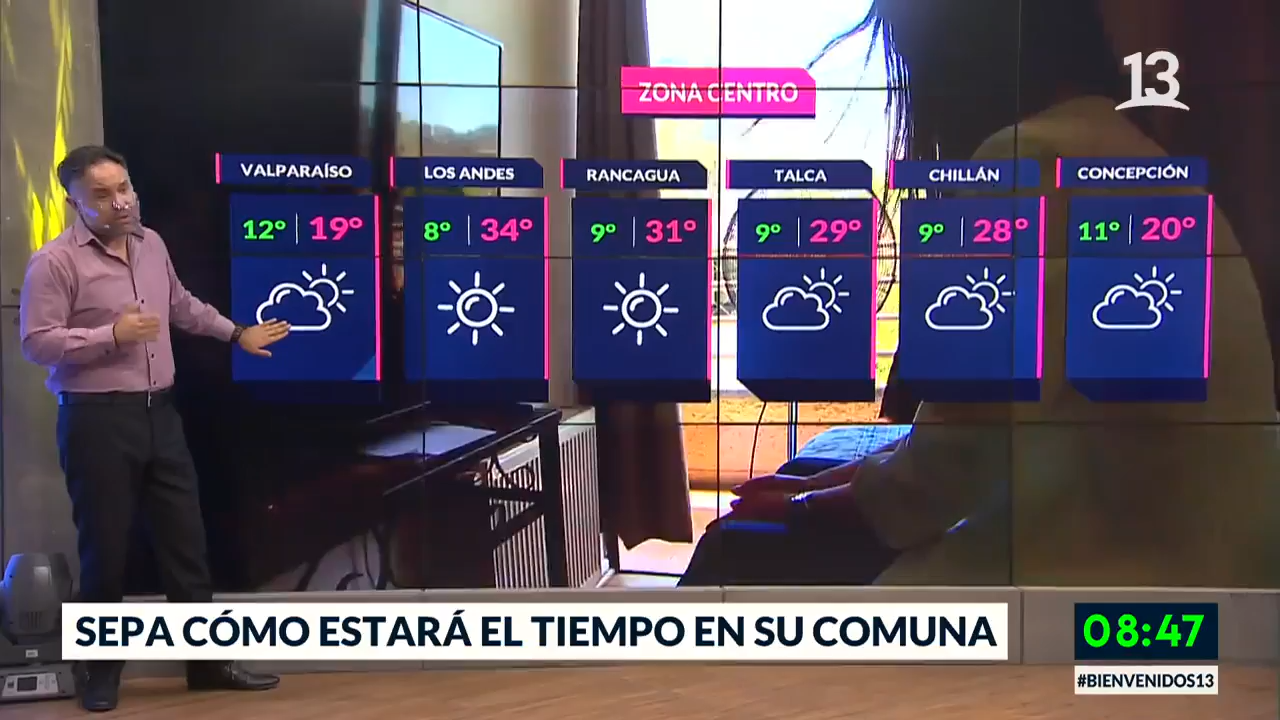 13
ZONA CENTRO
VALPARAÍSO
12° 19°
LOS ANDES
8° 34°
RANCAGUA
9° 31°
TALCA
9° 29°
CHILLÁN
9° 28°
CONCEPCIÓN
11° 20°
SEPA CÓMO ESTARÁ EL TIEMPO EN SU COMUNA
08:47
#BIENVENIDOS13